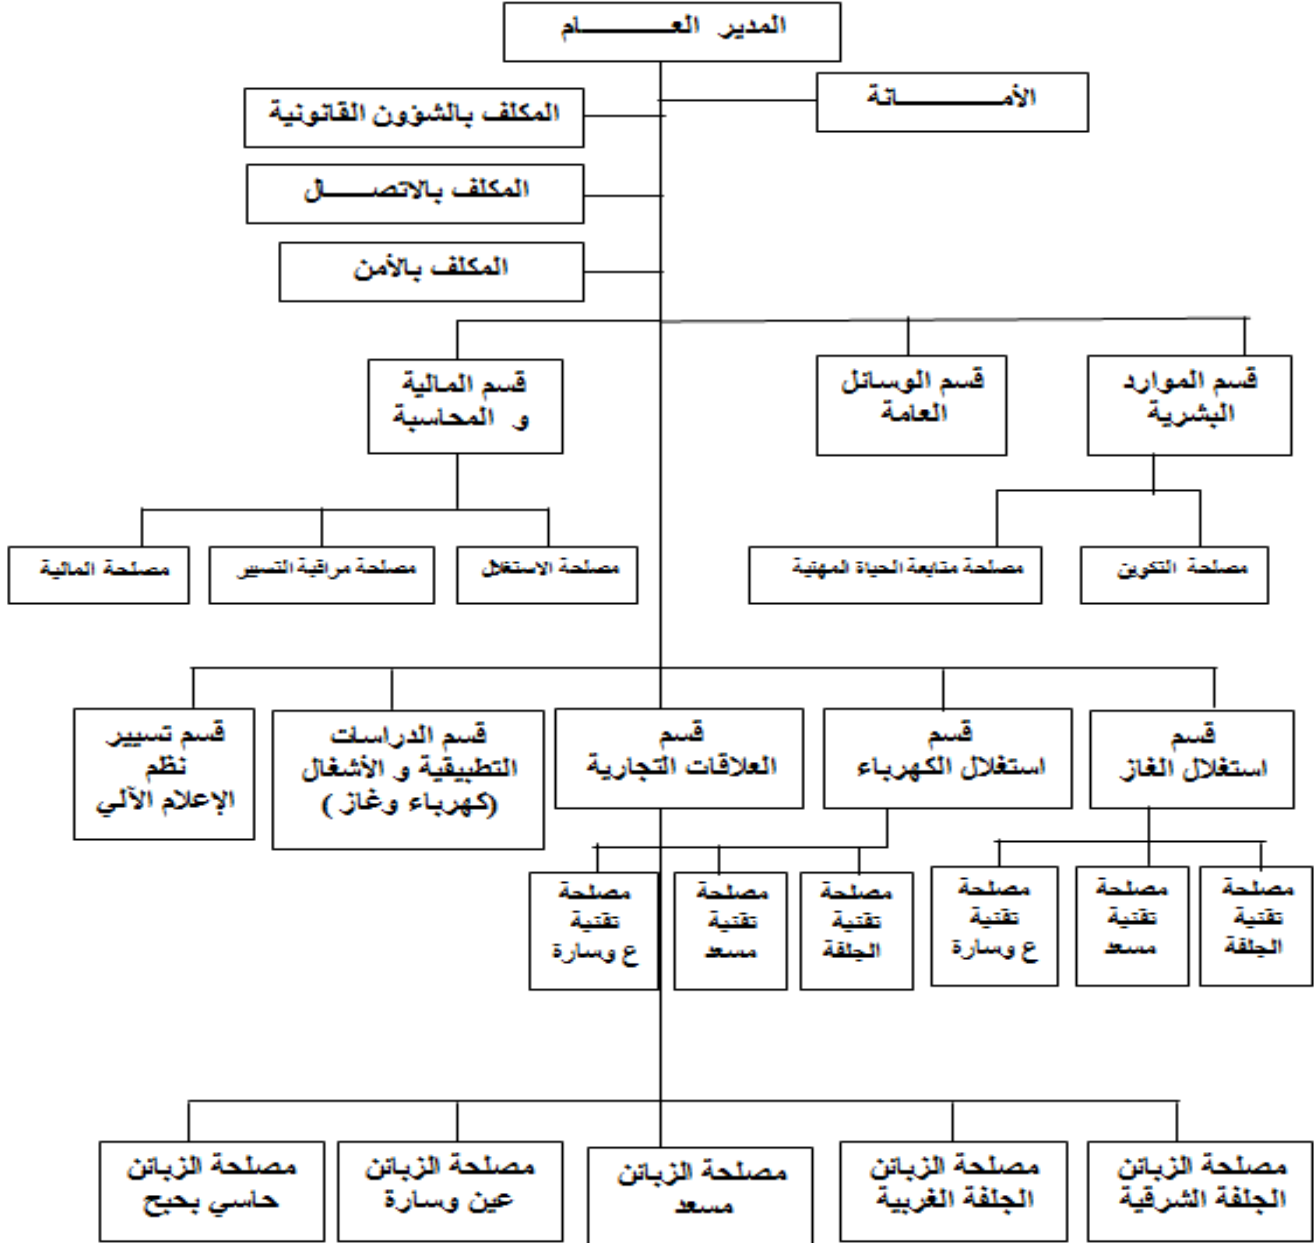 المدير العـــــــــام
الأمـــــــــــانة
المكلف بالشؤون القانونية
المكلف بالاتصـــــــال
المكلف بالأمن
قسم الموارد
البشرية
قسم الوسائل
العامة
قسم المالية
و المحاسبة
مصلحة التكوين
مصلحة متابعة الحياة المهنية
مصلحة الاستغلال
مصلحة مراقبة التسيير
مصلحة المالية
قسم
استغلال الغاز
قسم
استغلال الكهرباء
قسم
العلاقات التجارية
قسم الدراسات
التطبيقية و الأشغال
(كهرباء وغاز )
قسم تسيير
نظم
الإعلام الآلي
مصلحة
تقنية
الجلفة
مصلحة
تقنية
مسعد
مصلحة
تقنية
ع وسارة
مصلحة
تقنية
الجلفة
مصلحة
تقنية
مسعد
مصلحة
تقنية
ع وسارة
مصلحة الزبائن
الجلفة الشرقية
مصلحة الزبائن
الجلفة الغربية
مصلحة الزبائن
مسعد
مصلحة الزبائن
عين وسارة
مصلحة الزبائن
حاسي بحبح